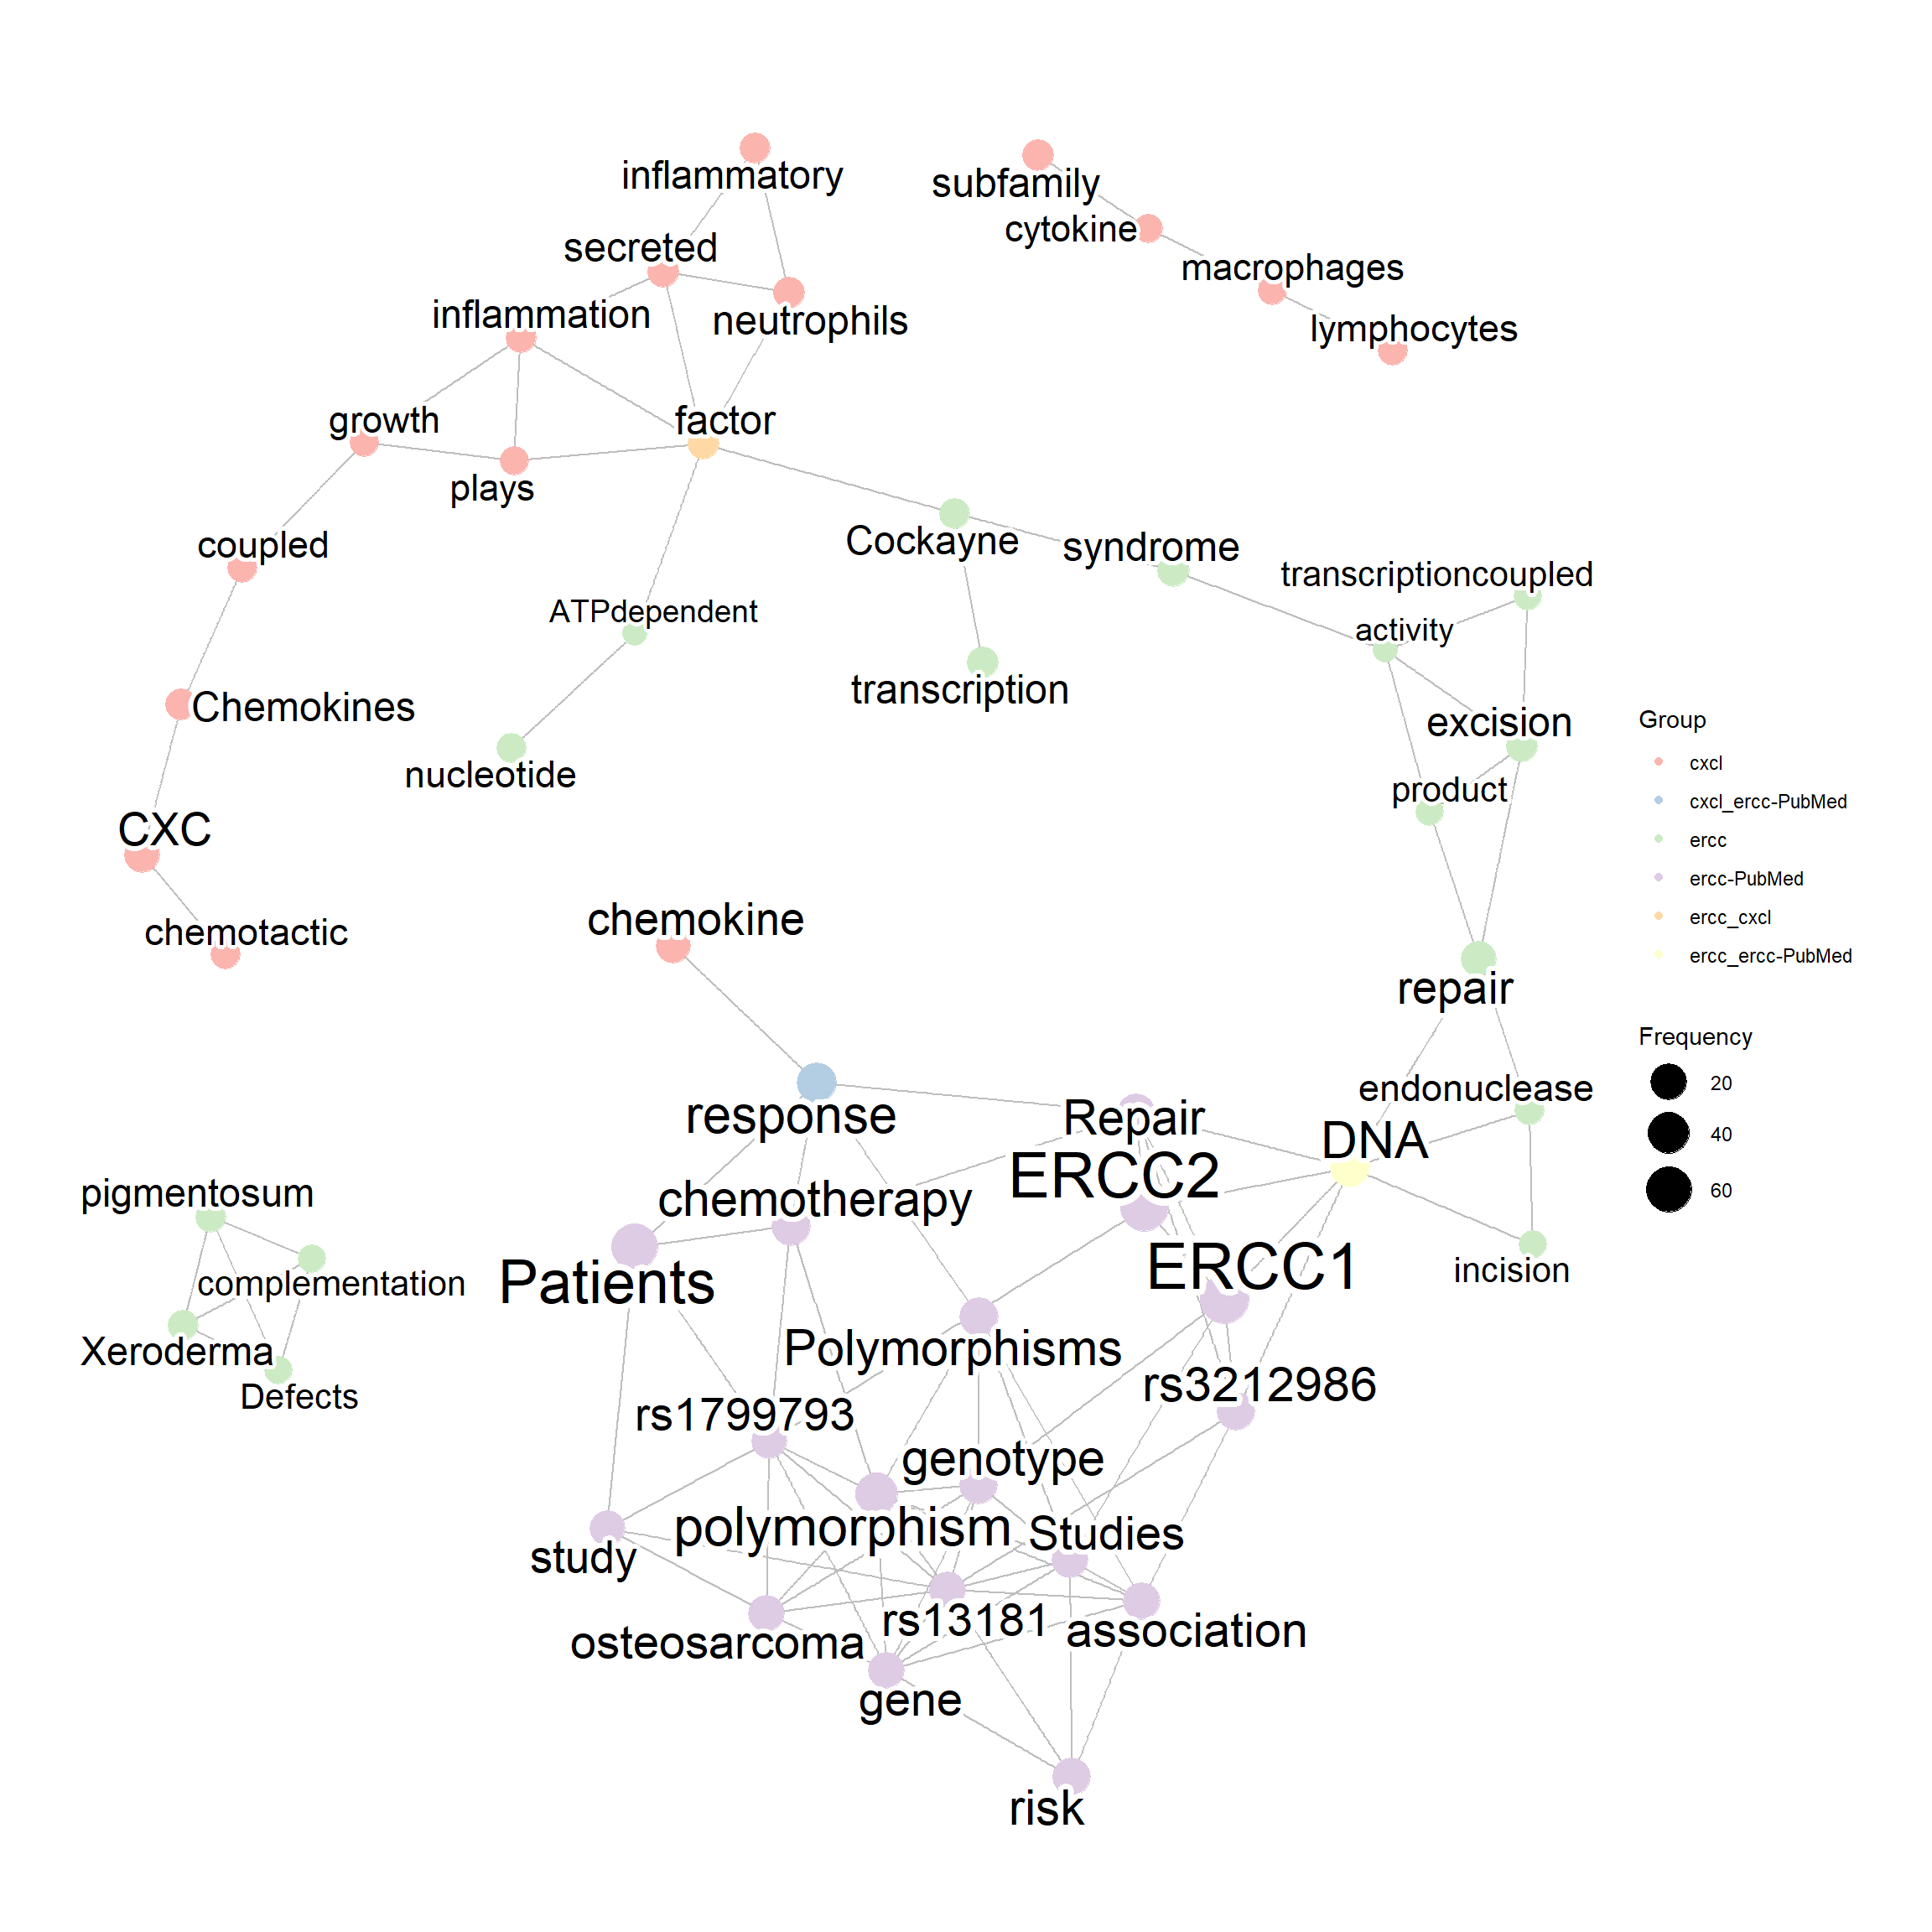 inflammatory
subfamily
cytokine
secreted
macrophages
inflammation
neutrophils
lymphocytes
growth
factor
plays
coupled
Cockayne
syndrome
transcriptioncoupled
ATPdependent
activity
transcription
Chemokines
excision
nucleotide
product
CXC
chemokine
chemotactic
repair
response
Repair
endonuclease
DNA
ERCC2
pigmentosum
chemotherapy
complementation
Patients
ERCC1
incision
Xeroderma
Polymorphisms
Defects
rs1799793
rs3212986
genotype
polymorphism
Studies
study
rs13181
association
osteosarcoma
gene
risk
Group
cxcl
cxcl_ercc-PubMed
ercc
ercc-PubMed
ercc_cxcl
ercc_ercc-PubMed
Frequency
20
40
60